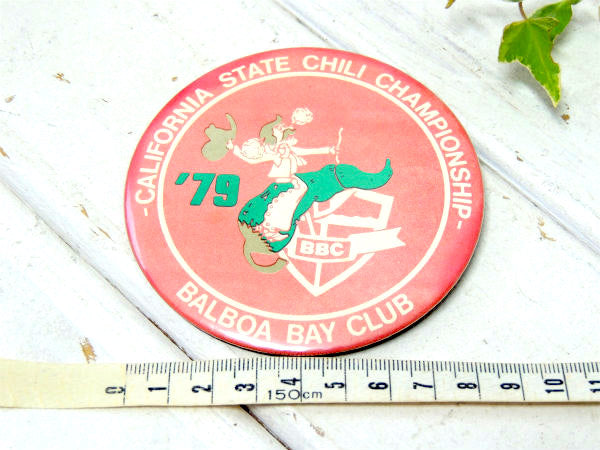 -CALIFORNIA STATE CHILI CHAMPIONSHIP-
'79
BBC
BALBOA BAY CLUB
0 1 2 3 4 5 6 7 8 9 10 11
150cm